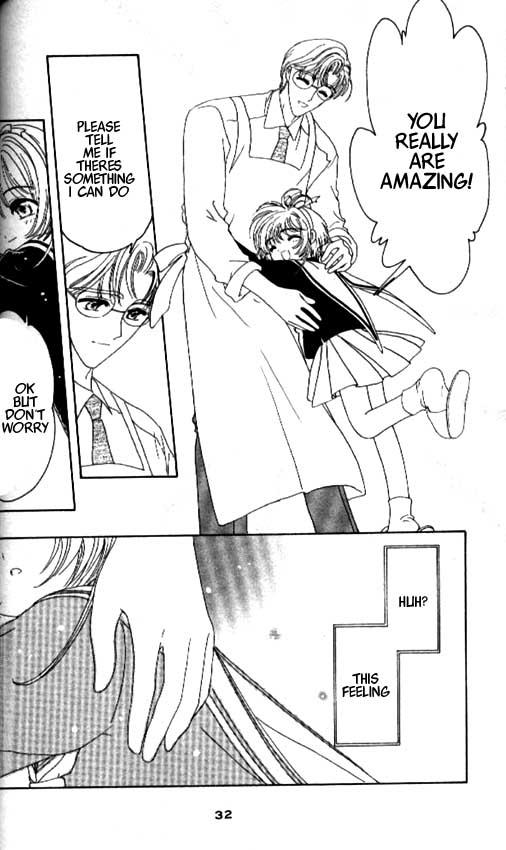 YOU
REALLY
ARE
AMAZING!
PLEASE
TELL
ME IF
THERES
SOMETHING
I CAN DO
OK
BUT
DON'T
WORRY
HUH?
THIS
FEELING
32